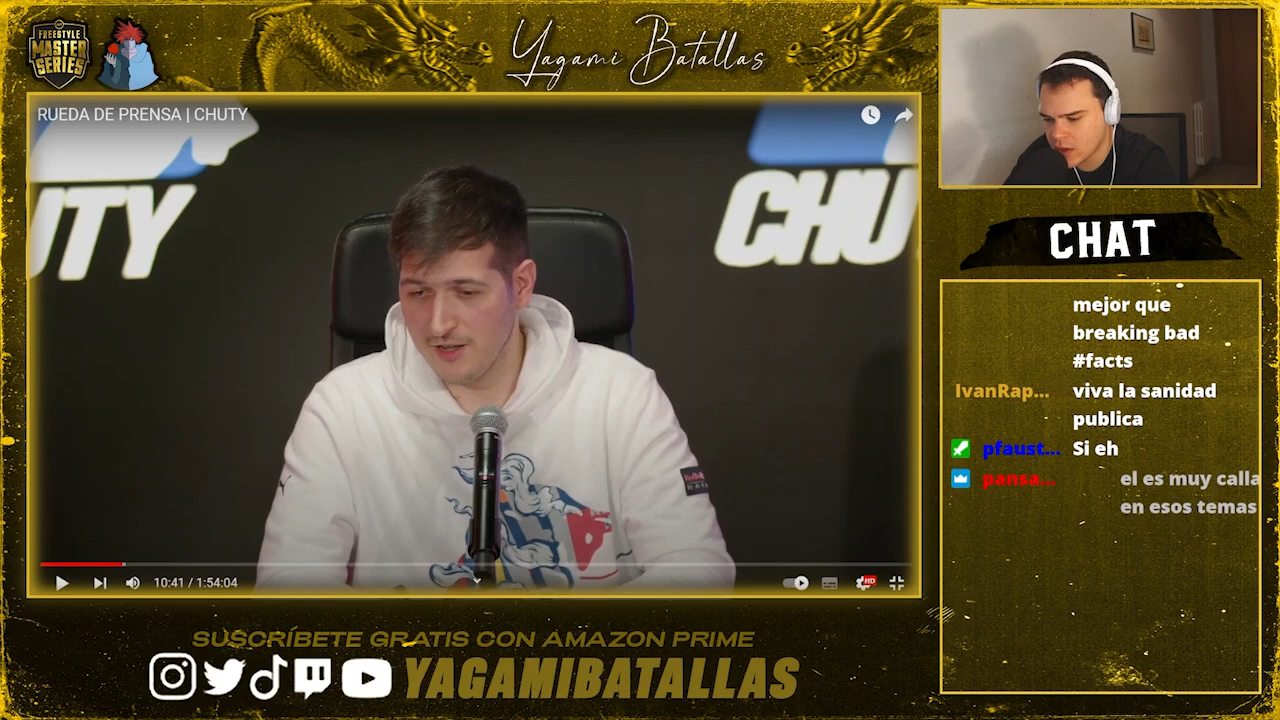 FREESTYLE
MASTER
SERIES
Yagami Batallas
RUEDA DE PRENSA | CHUTY
UTY
CHU
10:41 / 1:54:04
HD
CHAT
mejor que
breaking bad
#facts
IvanRap... viva la sanidad
publica
pfaust... Si eh
pansa... el es muy calla
en esos temas
SUSCRÍBETE GRATIS CON AMAZON PRIME
YAGAMIBATALLAS